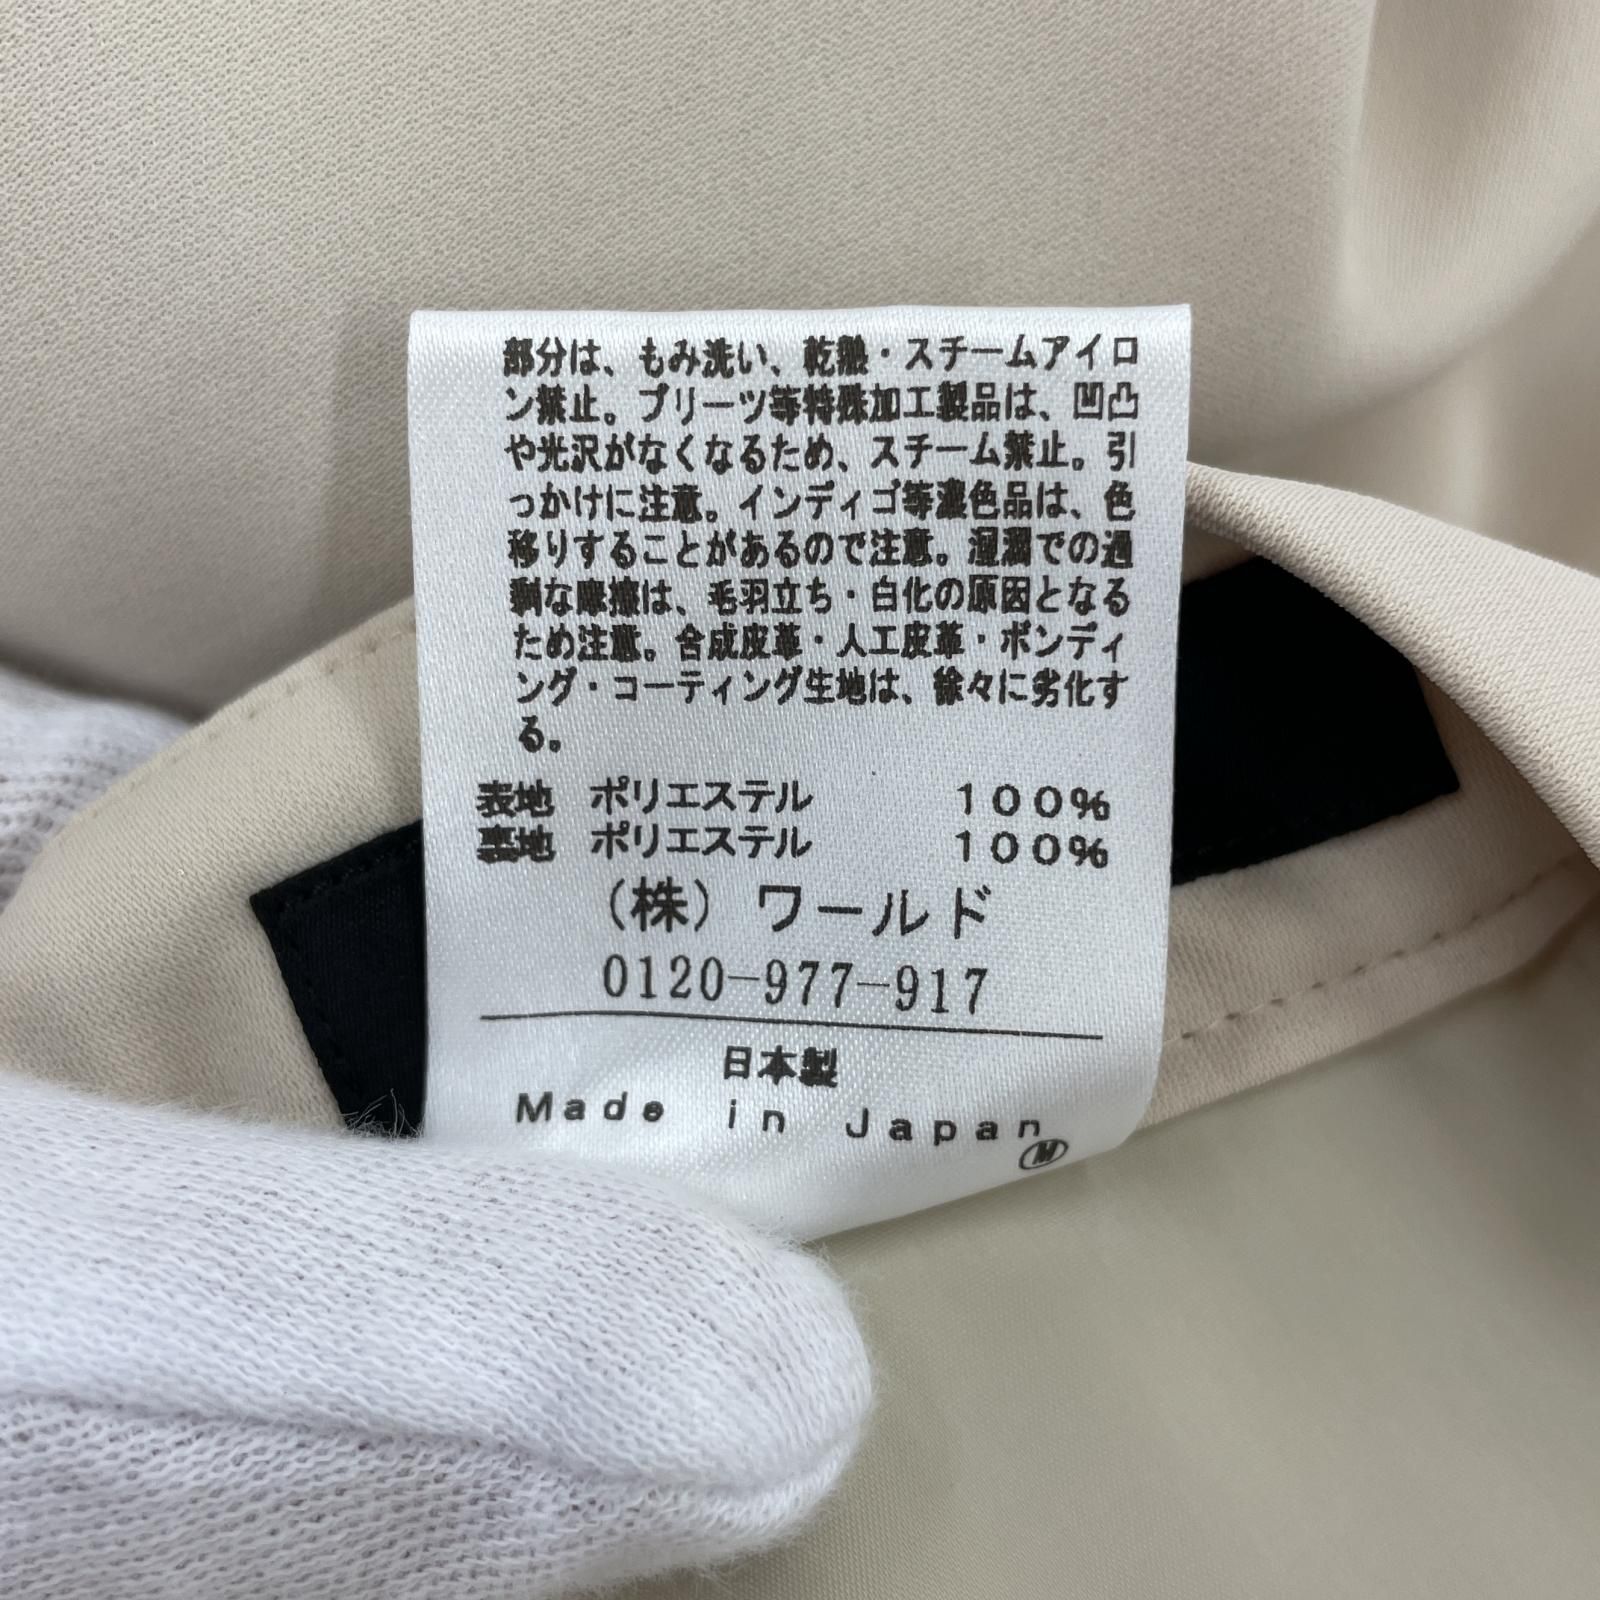 部分は、もみ洗い、乾熱・スチームアイロ
ン禁止。プリーツ等特殊加工製品は、凹凸
や光沢がなくなるため、スチーム禁止。引
っかけに注意。インディゴ等濃色品は、色
移りすることがあるので注意。湿潤での過
剰な摩擦は、毛羽立ち・白化の原因となる
ため注意。合成皮革・人工皮革・ボンディ
ング・コーティング生地は、徐々に劣化す
る。
表地 ポリエステル 100%
裏地 ポリエステル 100%
(株) ワールド
0120-977-917
日本製
Made in Japan
Ⓜ